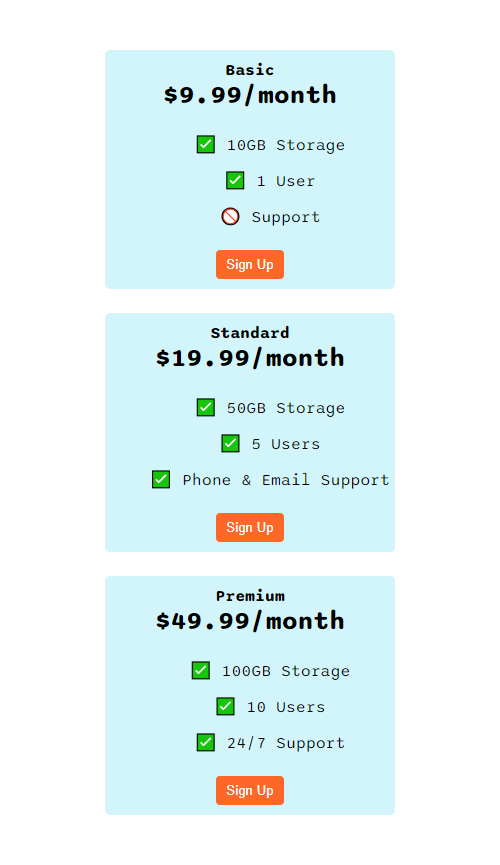 Basic
$9.99/month
✅ 10GB Storage
✅ 1 User
🚫 Support
Sign Up
Standard
$19.99/month
✅ 50GB Storage
✅ 5 Users
✅ Phone & Email Support
Sign Up
Premium
$49.99/month
✅ 100GB Storage
✅ 10 Users
✅ 24/7 Support
Sign Up